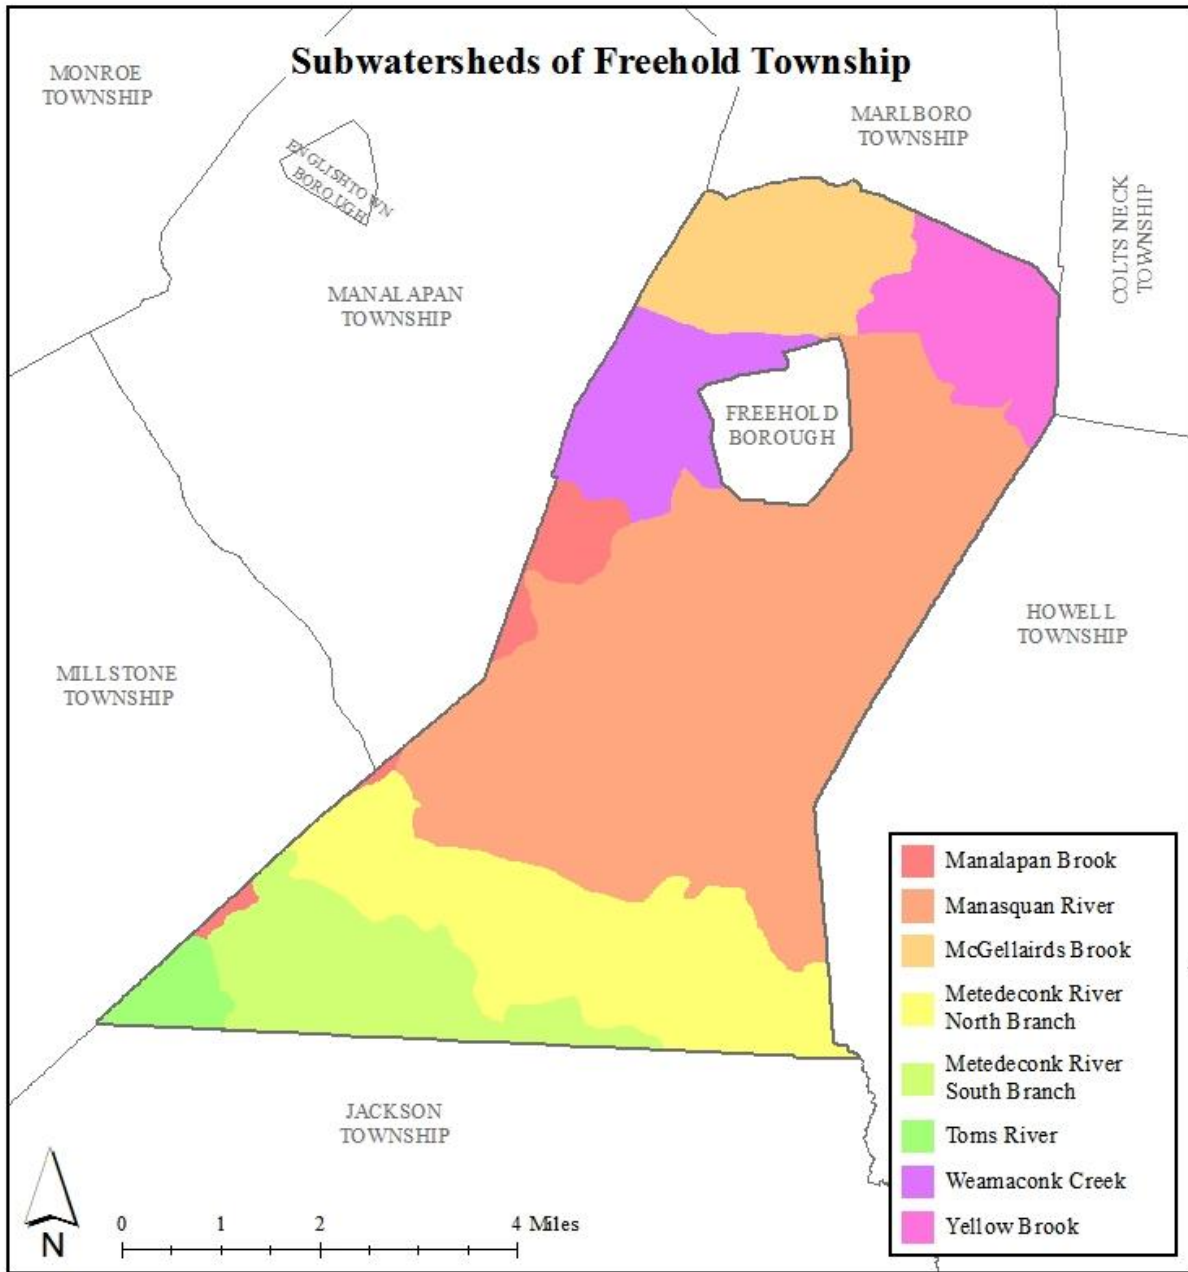 Subwatersheds of Freehold Township
MONROE
TOWNSHIP
MARLBORO
TOWNSHIP
ENGLISHTOWN
BOROUGH
COLTS NECK
TOWNSHIP
MANALAPAN
TOWNSHIP
FREEHOLD
BOROUGH
HOWELL
TOWNSHIP
MILLSTONE
TOWNSHIP
JACKSON
TOWNSHIP
Manalapan Brook
Manasquan River
McGellairds Brook
Metedeconk River
North Branch
Metedeconk River
South Branch
Toms River
Weamaconk Creek
Yellow Brook
N
0 1 2 4 Miles